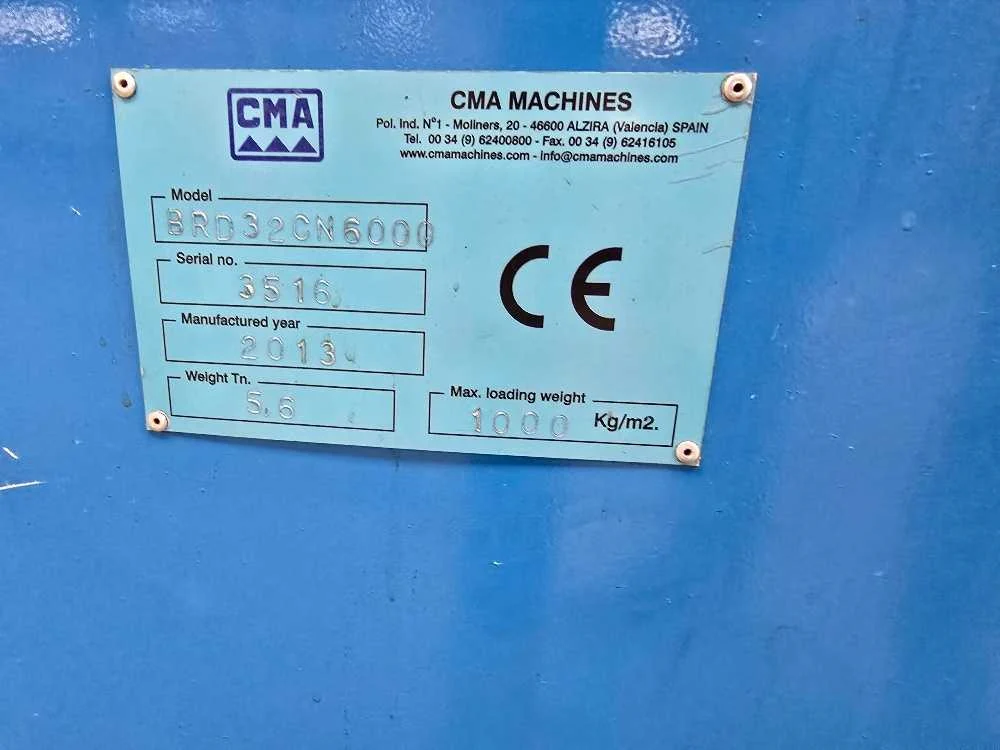 CMA
CMA MACHINES
Pol. Ind. Nº1 - Moliners, 20 - 46600 ALZIRA (Valencia) SPAIN
Tel. 00 34 (9) 62400800 - Fax. 00 34 (9) 62416105
www.cmamachines.com - info@cmamachines.com
Model
BRD32CN6000
Serial no.
3516
Manufactured year
2013
Weight Tn.
5,6
CE
Max. loading weight
1000 Kg/m2.